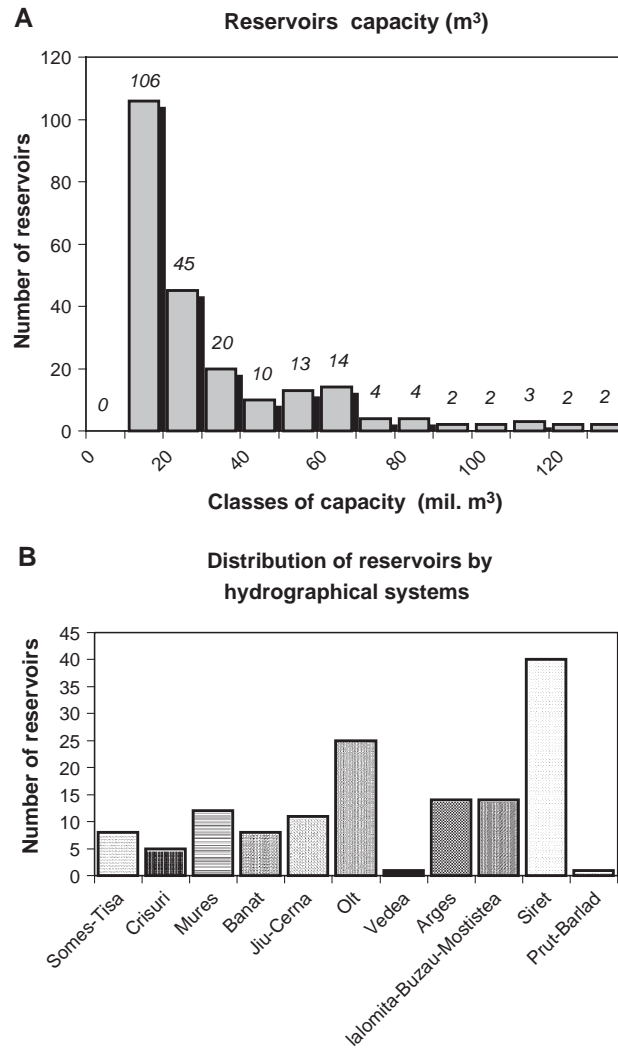 A
Reservoirs capacity (m³)
Number of reservoirs
120
100
80
60
40
20
0
0
106
45
20
10
13
14
4
4
2
2
3
2
2
0
20
40
60
80
100
120
Classes of capacity (mil. m³)
B
Distribution of reservoirs by
hydrographical systems
Number of reservoirs
45
40
35
30
25
20
15
10
5
0
Somes-Tisa
Crisuri
Mures
Banat
Jiu-Cerna
Olt
Vedea
Arges
Ialomita-Buzau-Mostistea
Siret
Prut-Barlad